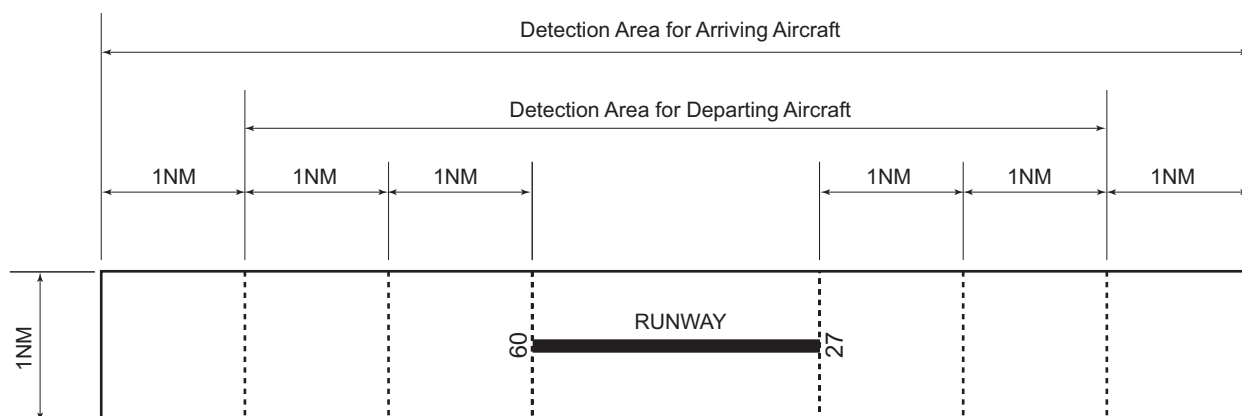 Detection Area for Arriving Aircraft
Detection Area for Departing Aircraft
1NM 1NM 1NM 1NM 1NM 1NM
1NM
RUNWAY
09 27